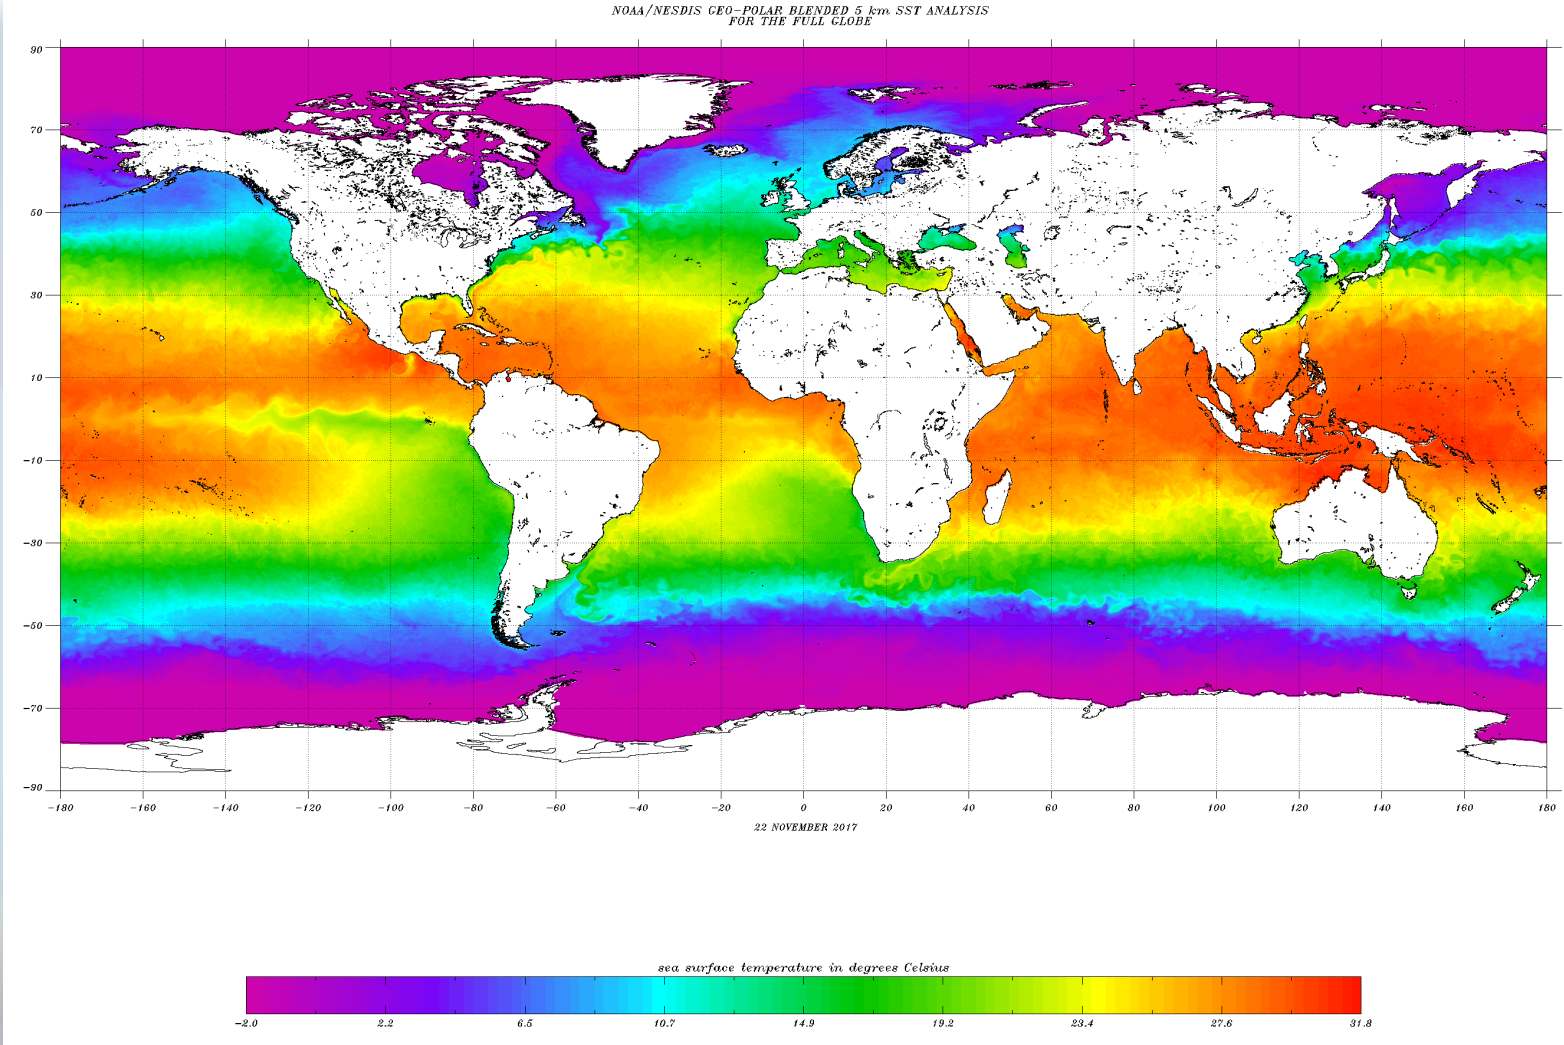 NOAA/NESDIS GEO-POLAR BLENDED 5 km SST ANALYSIS
FOR THE FULL GLOBE
90
70
50
30
10
-10
-30
-50
-70
-90
-180 -160 -140 -120 -100 -80 -60 -40 -20 0 20 40 60 80 100 120 140 160 180
22 NOVEMBER 2017
sea surface temperature in degrees Celsius
-2.0 2.2 6.5 10.7 14.9 19.2 23.4 27.6 31.8